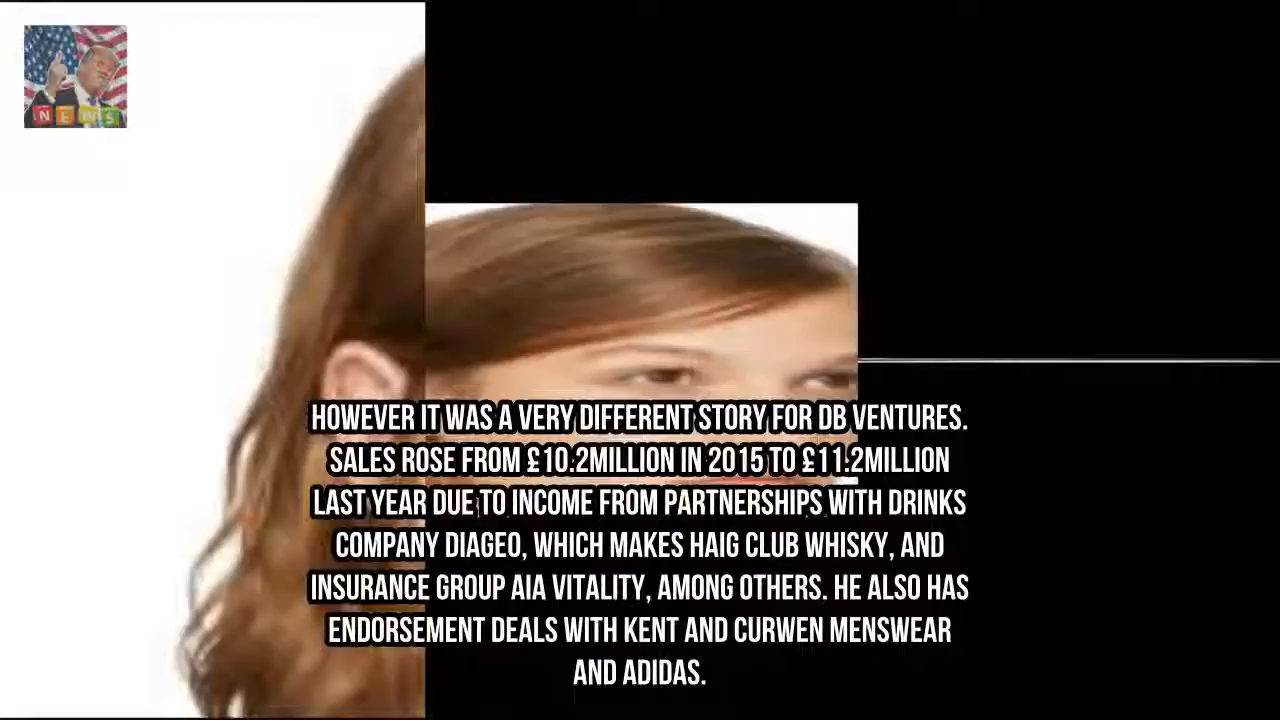 NEWS
HOWEVER IT WAS A VERY DIFFERENT STORY FOR DB VENTURES.
SALES ROSE FROM £10.2MILLION IN 2015 TO £11.2MILLION
LAST YEAR DUE TO INCOME FROM PARTNERSHIPS WITH DRINKS
COMPANY DIAGEO, WHICH MAKES HAIG CLUB WHISKY, AND
INSURANCE GROUP AIA VITALITY, AMONG OTHERS. HE ALSO HAS
ENDORSEMENT DEALS WITH KENT AND CURWEN MENSWEAR
AND ADIDAS.